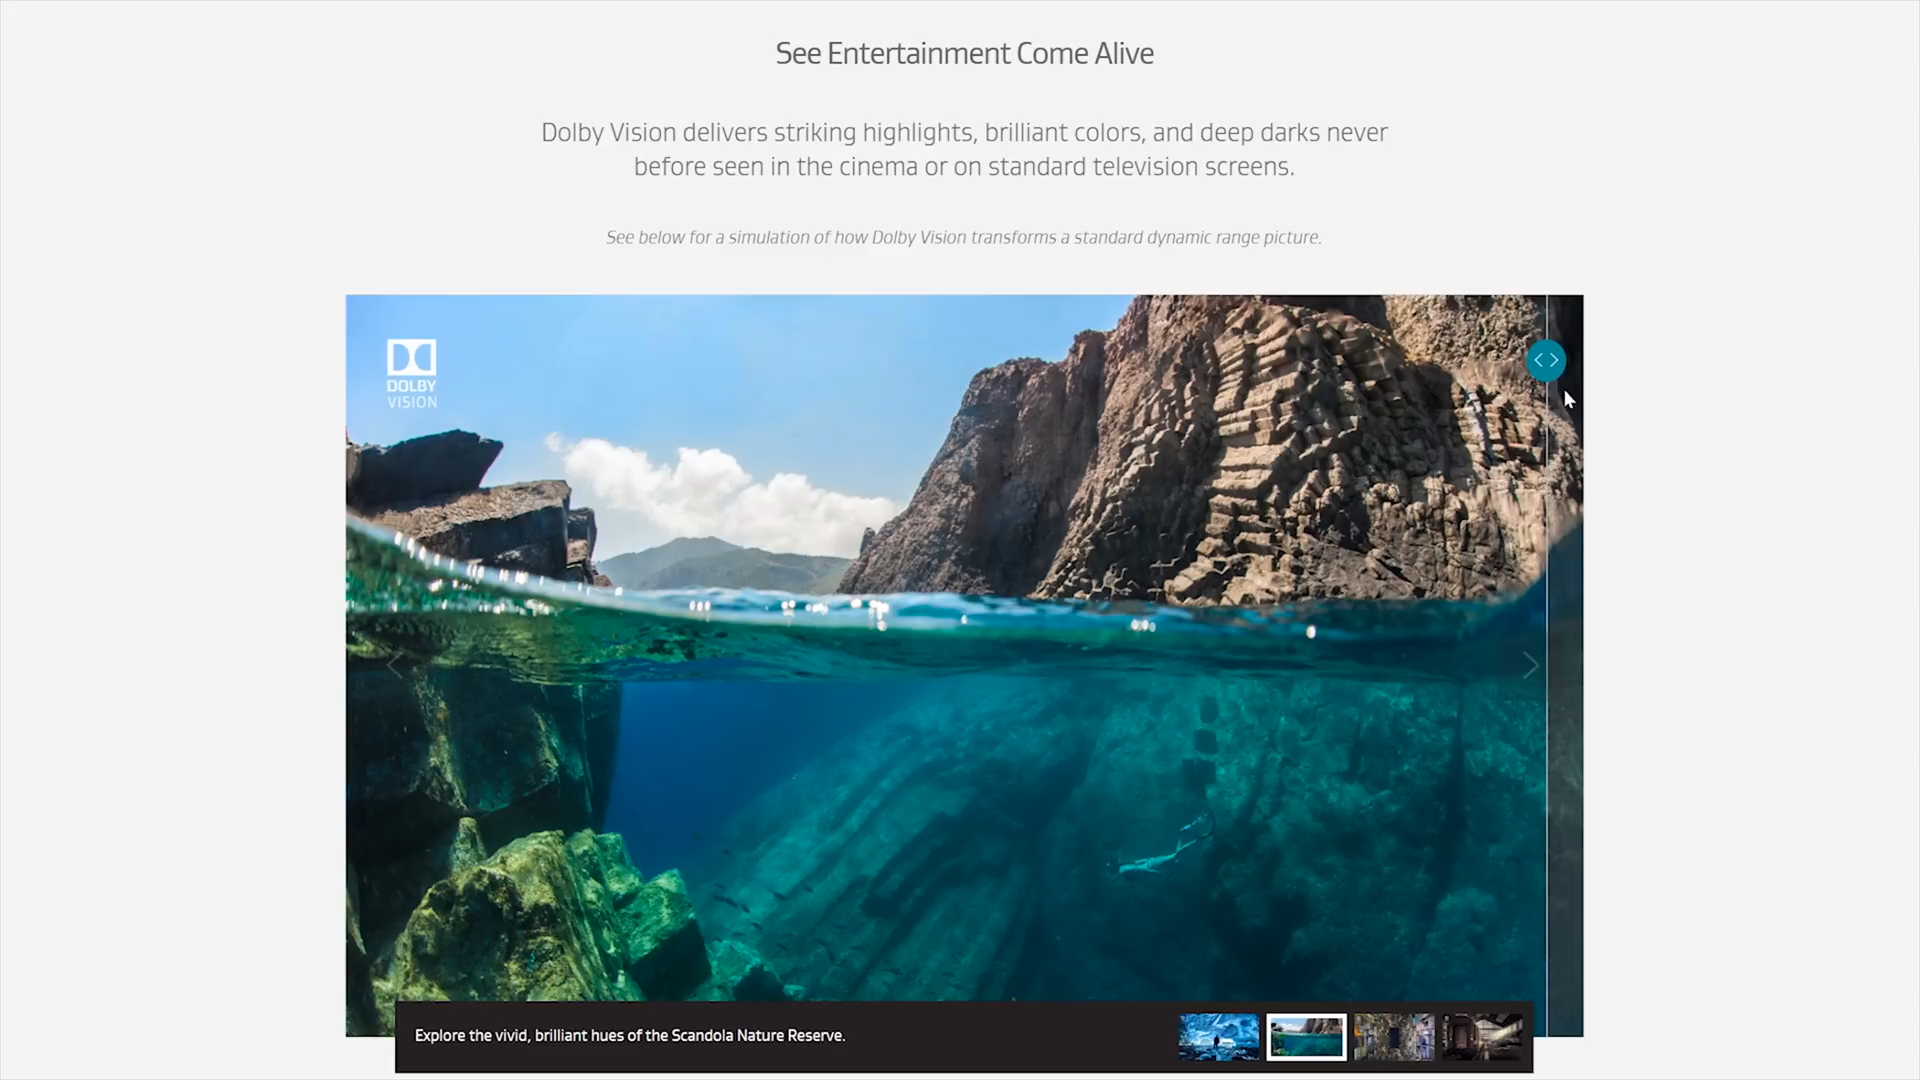 See Entertainment Come Alive
Dolby Vision delivers striking highlights, brilliant colors, and deep darks never
before seen in the cinema or on standard television screens.
See below for a simulation of how Dolby Vision transforms a standard dynamic range picture.
DOLBY
VISION
Explore the vivid, brilliant hues of the Scandola Nature Reserve.